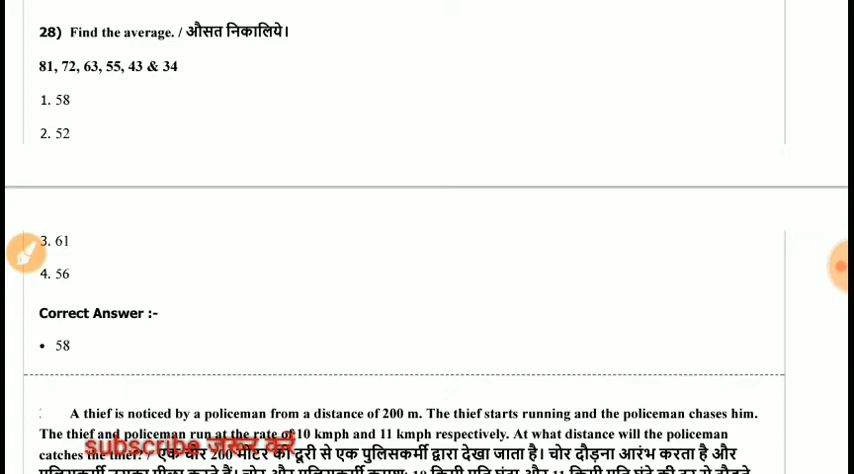 28) Find the average. / औसत निकालिये।
81, 72, 63, 55, 43 & 34
1. 58
2. 52
3. 61
4. 56
Correct Answer :-
• 58
A thief is noticed by a policeman from a distance of 200 m. The thief starts running and the policeman chases him.
The thief and policeman run at the rate of 10 kmph and 11 kmph respectively. At what distance will the policeman
catches the thief? / एक चोर 200 मीटर की दूरी से एक पुलिसकर्मी द्वारा देखा जाता है। चोर दौड़ना आरंभ करता है और
subscribe जरूर करें